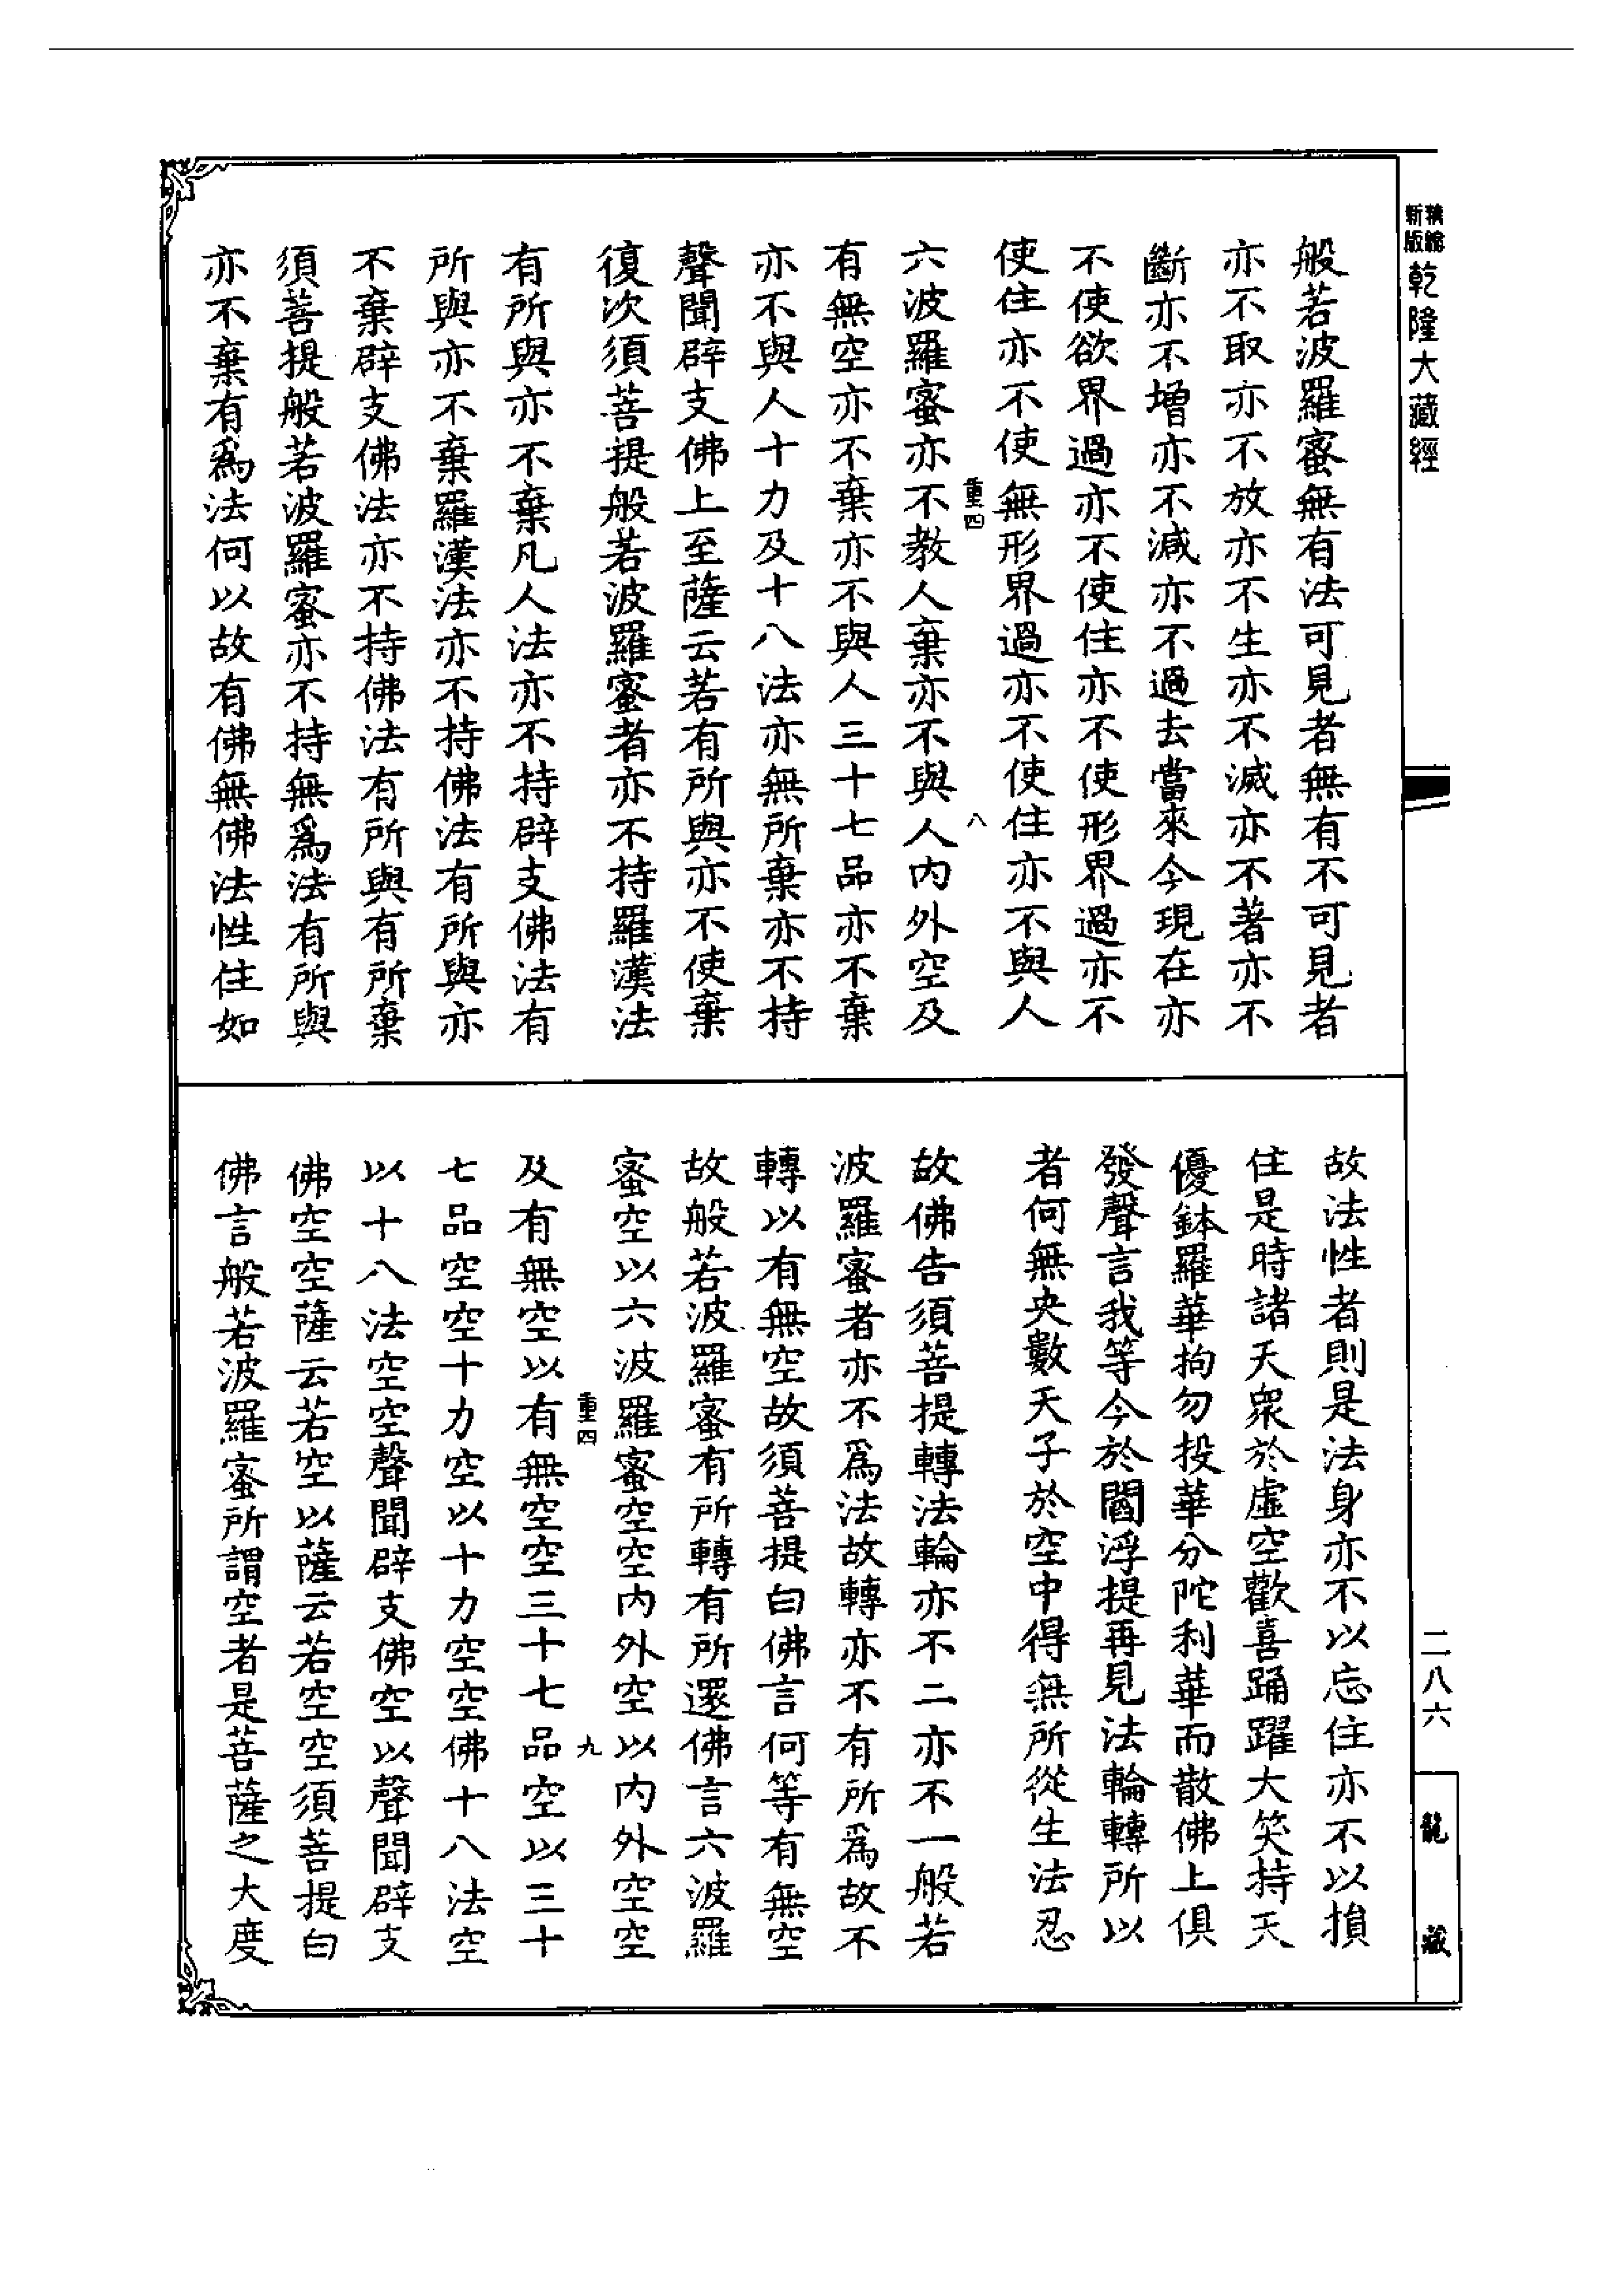 新版精縮乾隆大藏經
般若波羅蜜無有法可見者無有不可見者
亦不取亦不放亦不生亦不滅亦不著亦不
斷亦不增亦不減亦不過去當來今現在亦
不使欲界過亦不使住亦不使形界過亦不
使住亦不使無形界過亦不使住亦不與人
重四 八
六波羅蜜亦不教人棄亦不與人內外空及
有無空亦不棄亦不與人三十七品亦不棄
亦不與人十力及十八法亦無所棄亦不持
聲聞辟支佛上至薩云若有所與亦不使棄
復次須菩提般若波羅蜜者亦不持羅漢法
有所與亦不棄凡人法亦不持辟支佛法有
所與亦不棄羅漢法亦不持佛法有所與亦
不棄辟支佛法亦不持佛法有所與有所棄
須菩提般若波羅蜜亦不持無爲法有所與
亦不棄有爲法何以故有佛無佛法性住如
故法性者則是法身亦不以忘住亦不以損
住是時諸天衆於虛空歡喜踊躍大笑持天
優鉢羅華拘勿投華分陀利華而散佛上俱
發聲言我等今於閻浮提再見法輪轉所以
者何無央數天子於空中得無所從生法忍
故佛告須菩提轉法輪亦不二亦不一般若
波羅蜜者亦不爲法故轉亦不有所爲故不
轉以有無空故須菩提白佛言何等有無空
故般若波羅蜜有所轉有所還佛言六波羅
蜜空以六波羅蜜空空內外空以內外空空
重四 九
及有無空以有無空空三十七品空以三十
七品空空十力空以十力空空佛十八法空
以十八法空空聲聞辟支佛空以聲聞辟支
佛空空薩云若空以薩云若空空須菩提白
佛言般若波羅蜜所謂空者是菩薩之大度
二八六
龍藏